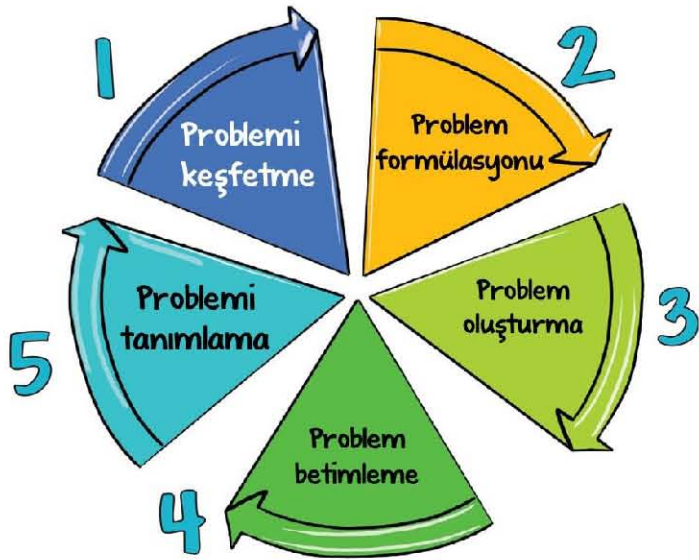 1
Problemi
keşfetme
2
Problem
formülasyonu
3
Problem
oluşturma
4
Problem
betimleme
5
Problemi
tanımlama